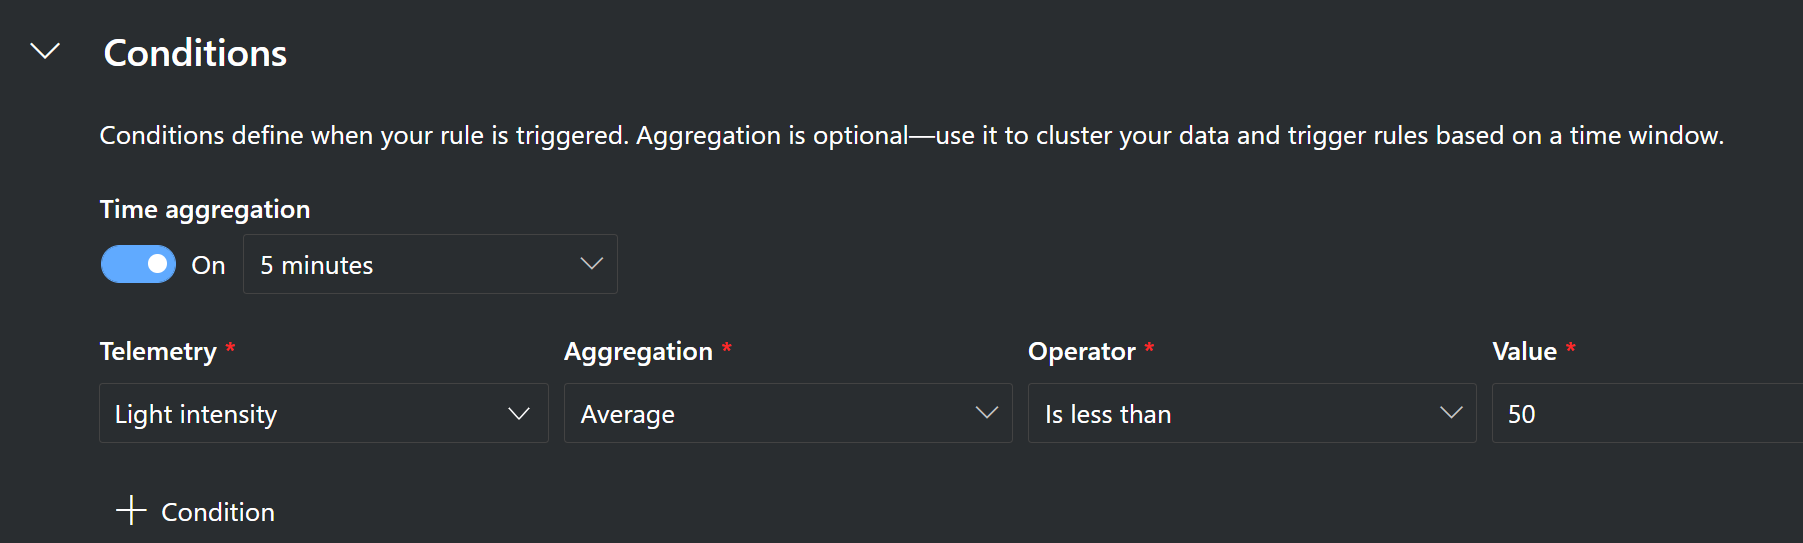 Conditions
Conditions define when your rule is triggered. Aggregation is optional—use it to cluster your data and trigger rules based on a time window.
Time aggregation
On 5 minutes
Telemetry * Aggregation * Operator * Value *
Light intensity Average Is less than 50
Condition